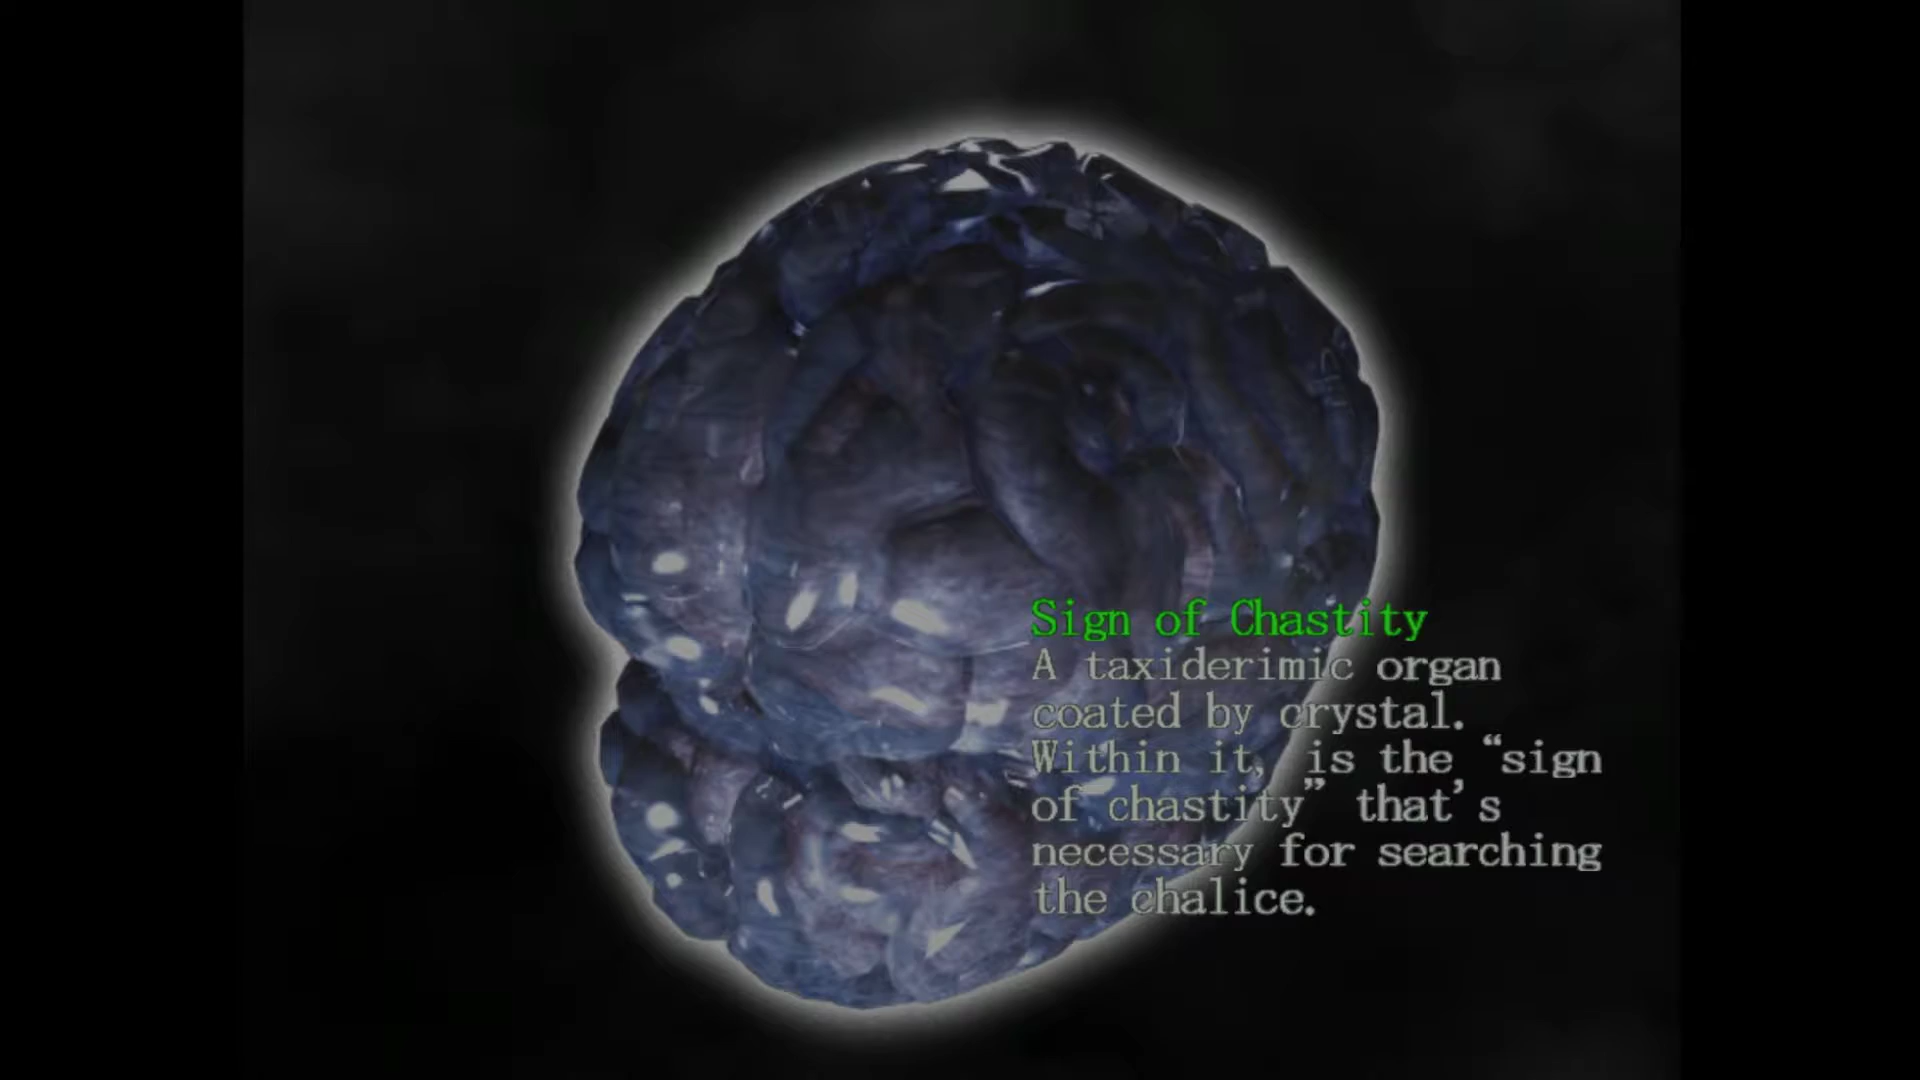 Sign of Chastity
A taxiderimic organ
coated by crystal.
Within it, is the “sign
of chastity” that's
necessary for searching
the chalice.